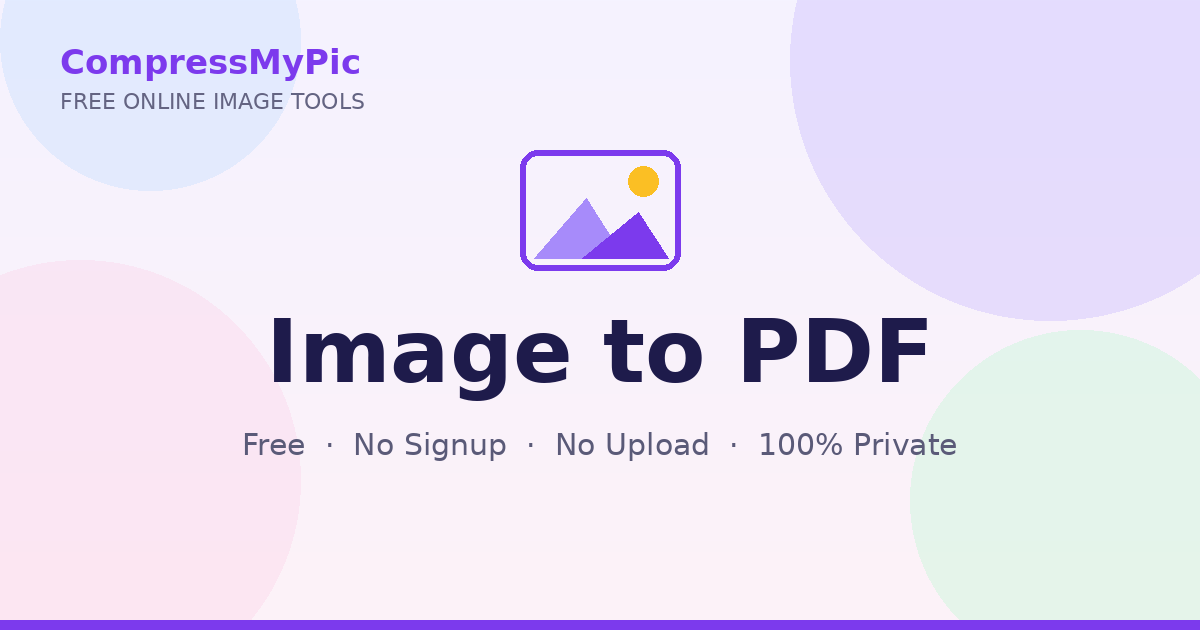 CompressMyPic
FREE ONLINE IMAGE TOOLS
Image to PDF
Free · No Signup · No Upload · 100% Private